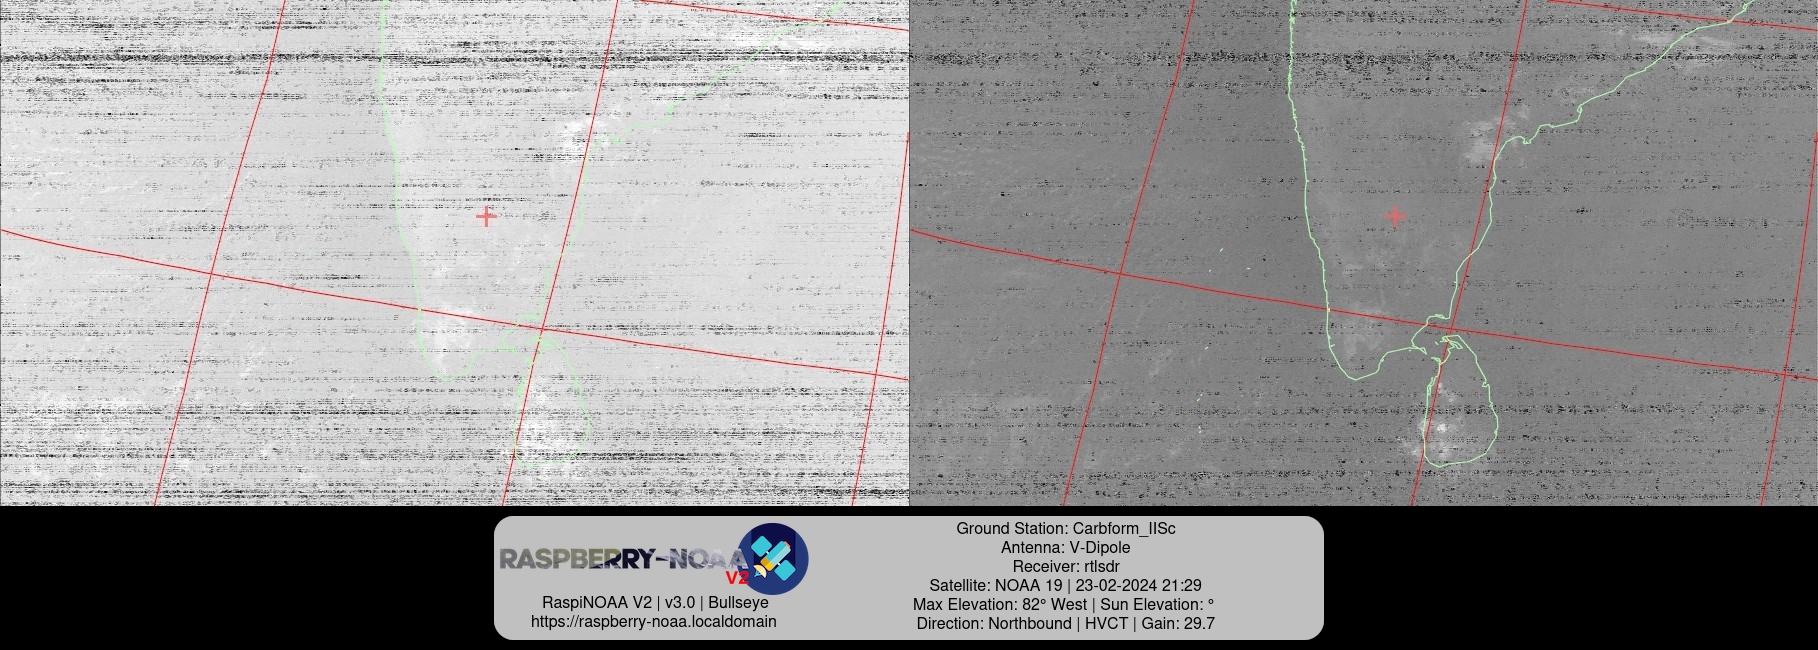 RASPBERRY-NOAA
V2
RaspiNOAA V2 | v3.0 | Bullseye
https://raspberry-noaa.localdomain
Ground Station: Carbform_IISc
Antenna: V-Dipole
Receiver: rtlsdr
Satellite: NOAA 19 | 23-02-2024 21:29
Max Elevation: 82° West | Sun Elevation: °
Direction: Northbound | HVCT | Gain: 29.7